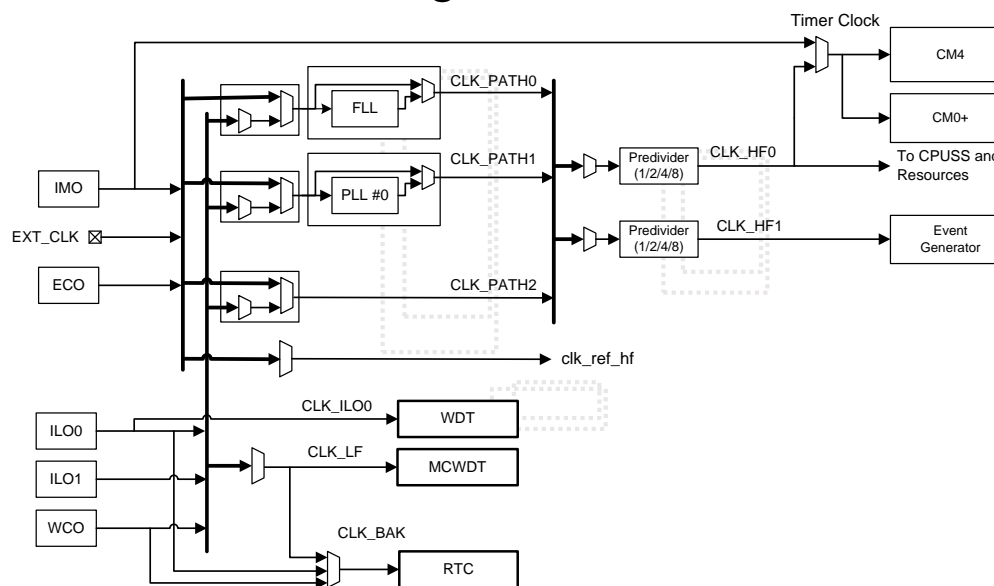 Timer Clock
CM4
CM0+
CLK_PATH0
FLL
CLK_PATH1
PLL #0
IMO
EXT_CLK
ECO
CLK_PATH2
Predivider
(1/2/4/8)
CLK_HF0
To CPUSS and
Resources
Predivider
(1/2/4/8)
CLK_HF1
Event
Generator
clk_ref_hf
ILO0
CLK_ILO0
WDT
ILO1
CLK_LF
MCWDT
WCO
CLK_BAK
RTC